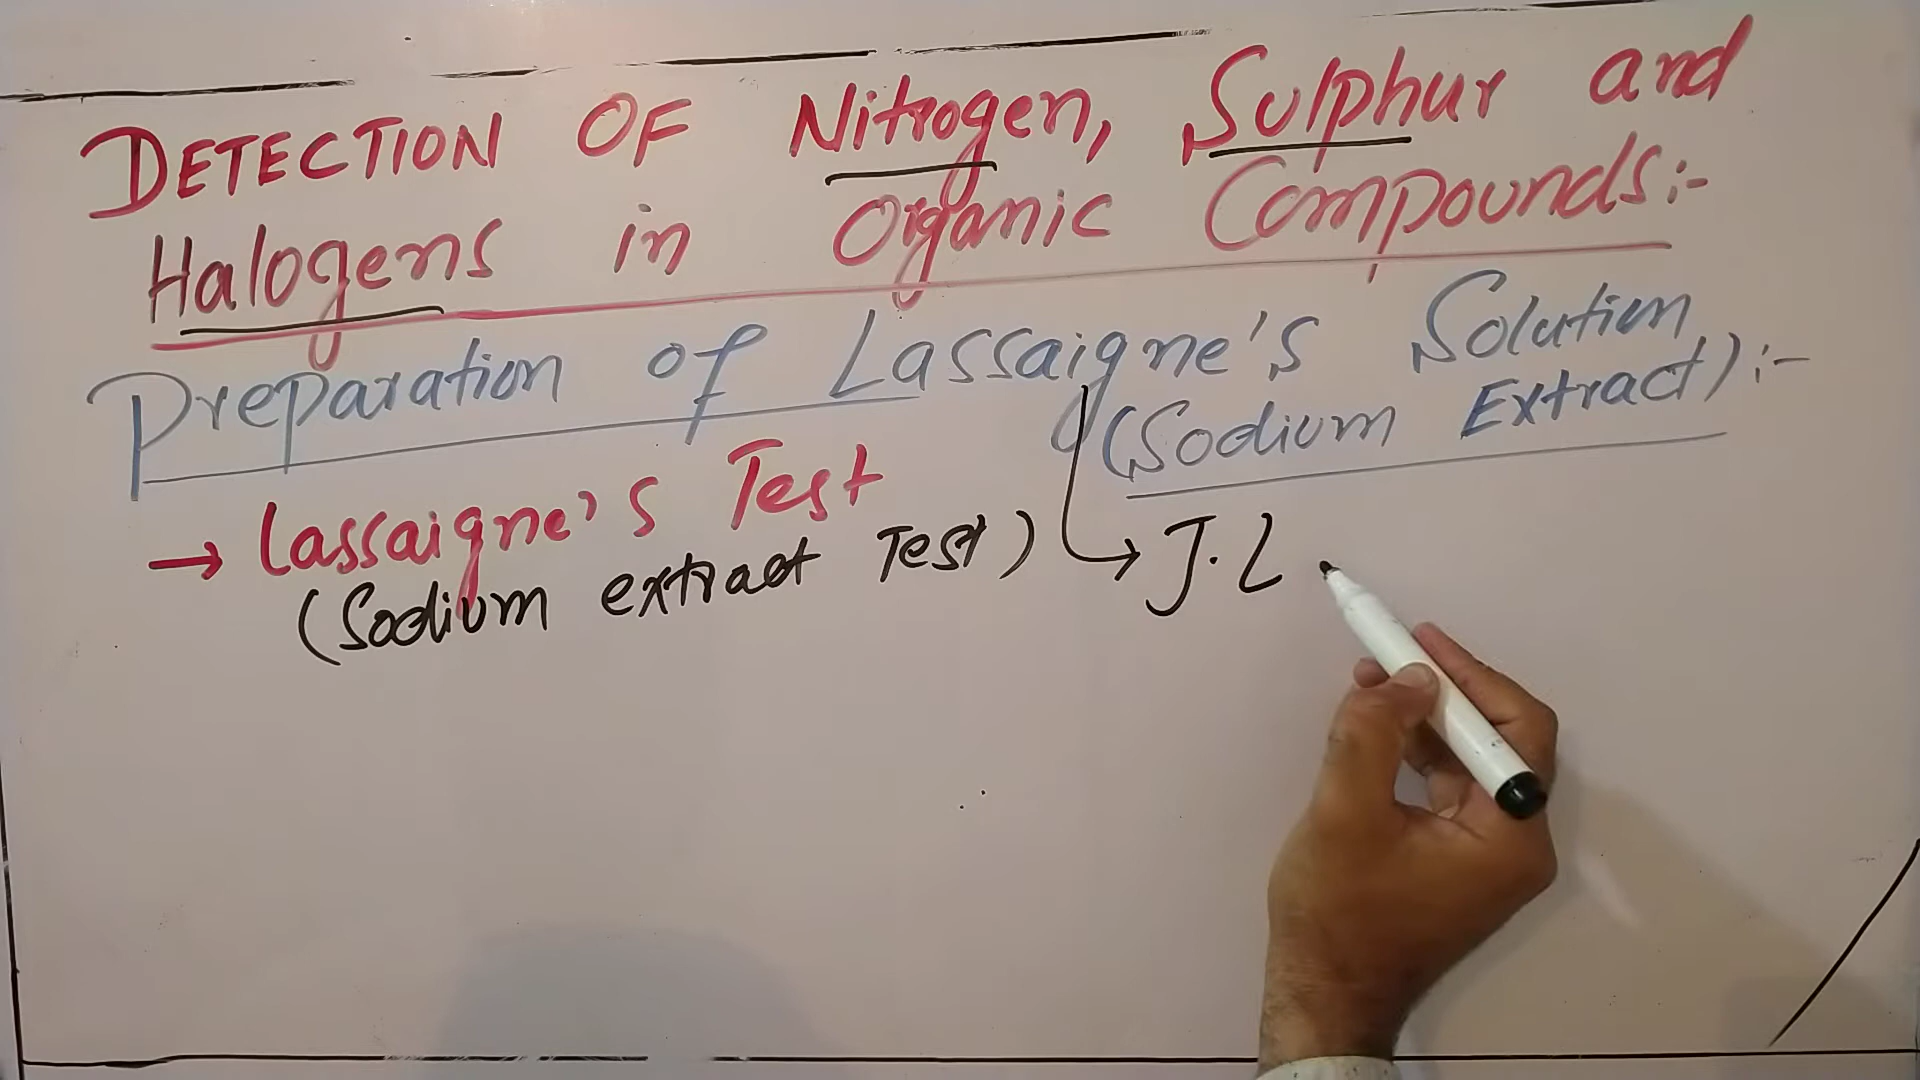 DETECTION OF Nitrogen, Sulphur and
Halogens in Organic Compounds:-
Preparation of Lassaigne's Solution
(Sodium Extract):-
→ Lassaigne's Test
(Sodium extract Test)
→ J. L